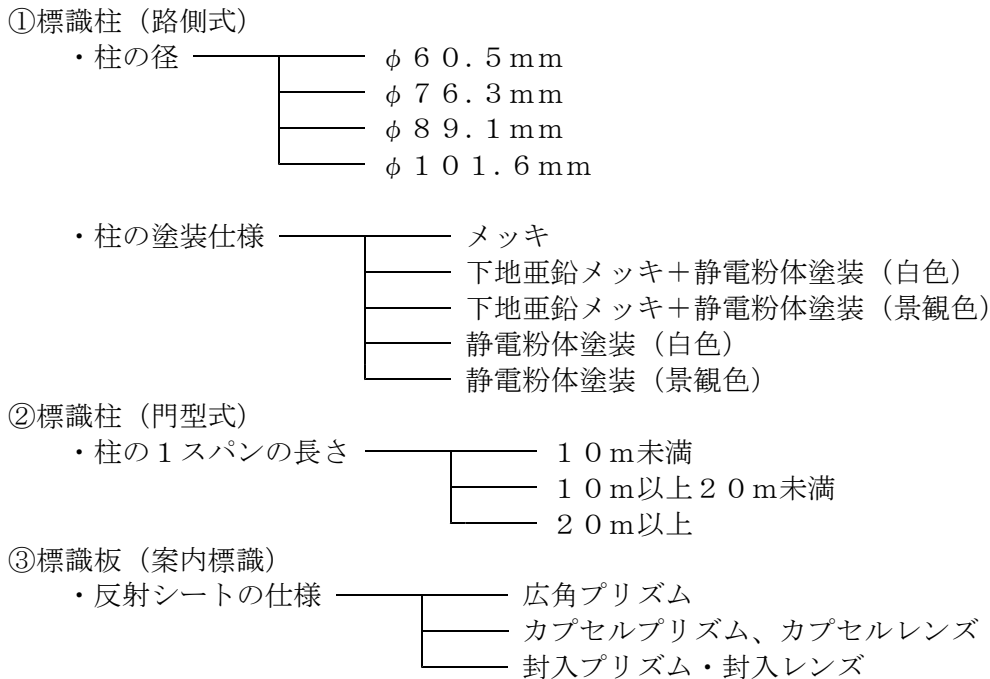 ①標識柱（路側式）
・柱の径 φ６０.５ｍｍ
φ７６.３ｍｍ
φ８９.１ｍｍ
φ１０１.６ｍｍ
・柱の塗装仕様 メッキ
下地亜鉛メッキ＋静電粉体塗装（白色）
下地亜鉛メッキ＋静電粉体塗装（景観色）
静電粉体塗装（白色）
静電粉体塗装（景観色）
②標識柱（門型式）
・柱の１スパンの長さ １０ｍ未満
１０ｍ以上２０ｍ未満
２０ｍ以上
③標識板（案内標識）
・反射シートの仕様 広角プリズム
カプセルプリズム、カプセルレンズ
封入プリズム・封入レンズ